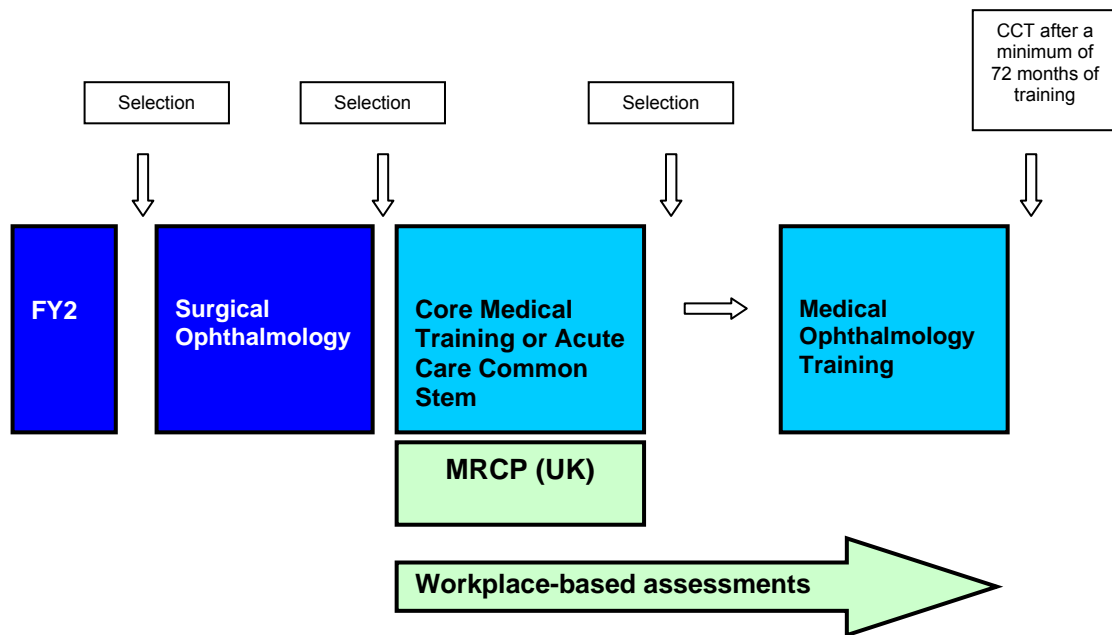 CCT after a
minimum of
72 months of
training
Selection
Selection
Selection
FY2
Surgical
Ophthalmology
Core Medical
Training or Acute
Care Common
Stem
Medical
Ophthalmology
Training
MRCP (UK)
Workplace-based assessments